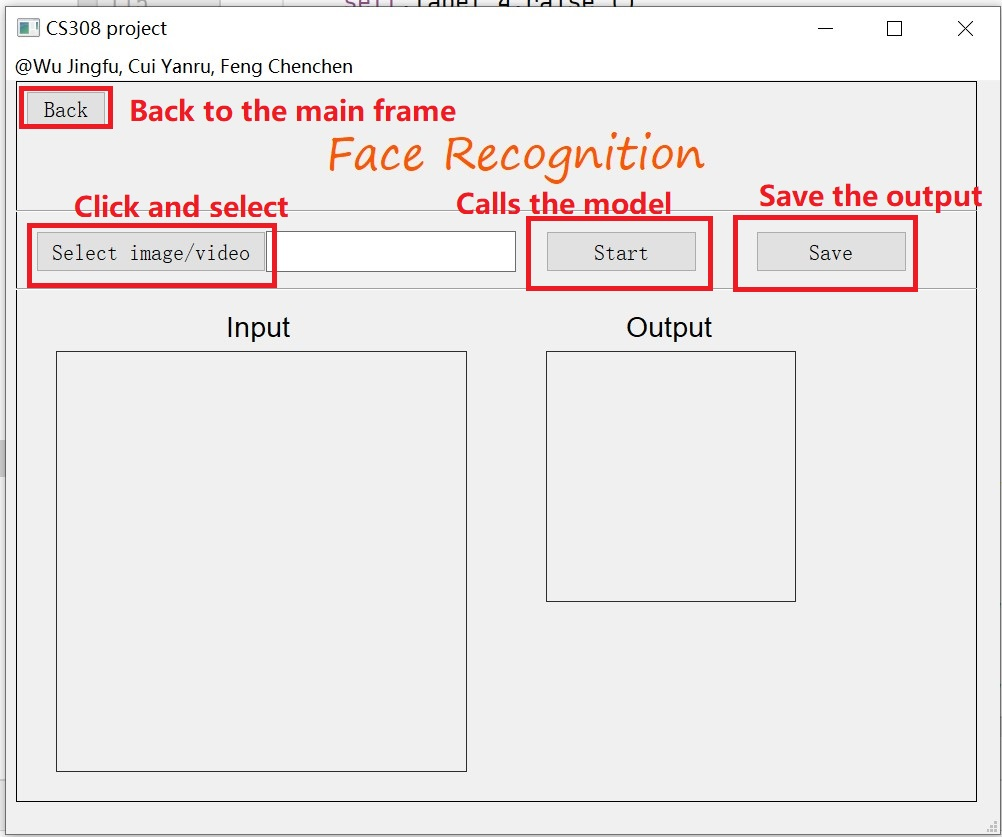 CS308 project
@Wu Jingfu, Cui Yanru, Feng Chenchen
Back
Back to the main frame
Face Recognition
Click and select
Calls the model
Save the output
Select image/video
Start
Save
Input
Output